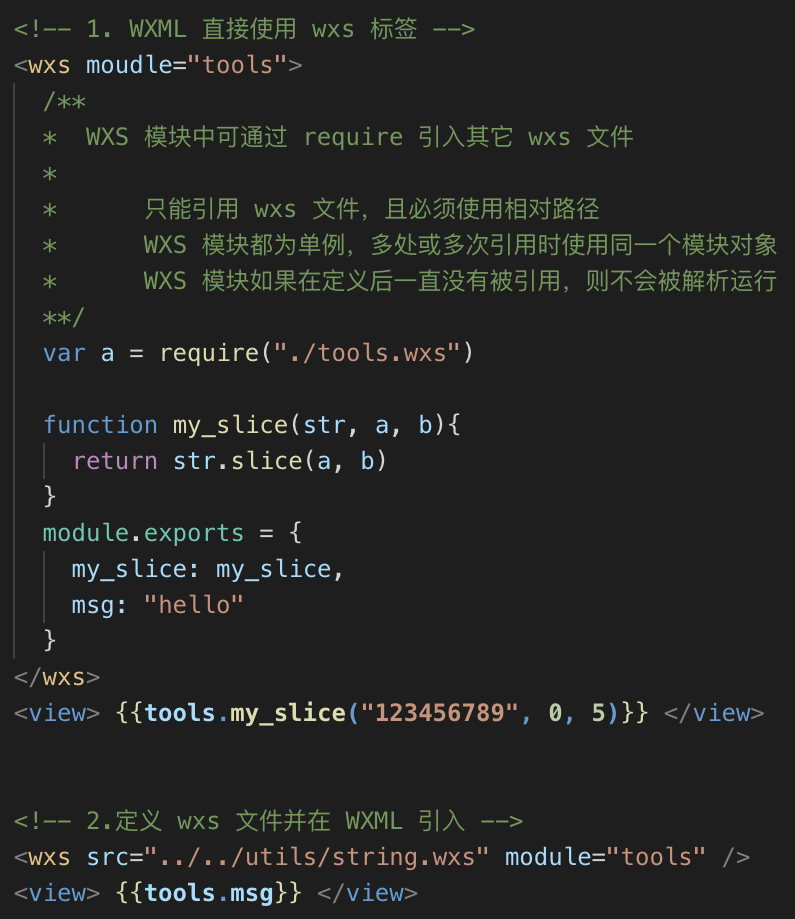 <!-- 1. WXML 直接使用 wxs 标签 -->
<wxs moudle="tools">
  /**
  *  WXS 模块中可通过 require 引入其它 wxs 文件
  *
  *      只能引用 wxs 文件，且必须使用相对路径
  *      WXS 模块都为单例，多处或多次引用时使用同一个模块对象
  *      WXS 模块如果在定义后一直没有被引用，则不会被解析运行
  **/
  var a = require("./tools.wxs")

  function my_slice(str, a, b){
    return str.slice(a, b)
  }
  module.exports = {
    my_slice: my_slice,
    msg: "hello"
  }
</wxs>
<view> {{tools.my_slice("123456789", 0, 5)}} </view>


<!-- 2.定义 wxs 文件并在 WXML 引入 -->
<wxs src="../../utils/string.wxs" module="tools" />
<view> {{tools.msg}} </view>